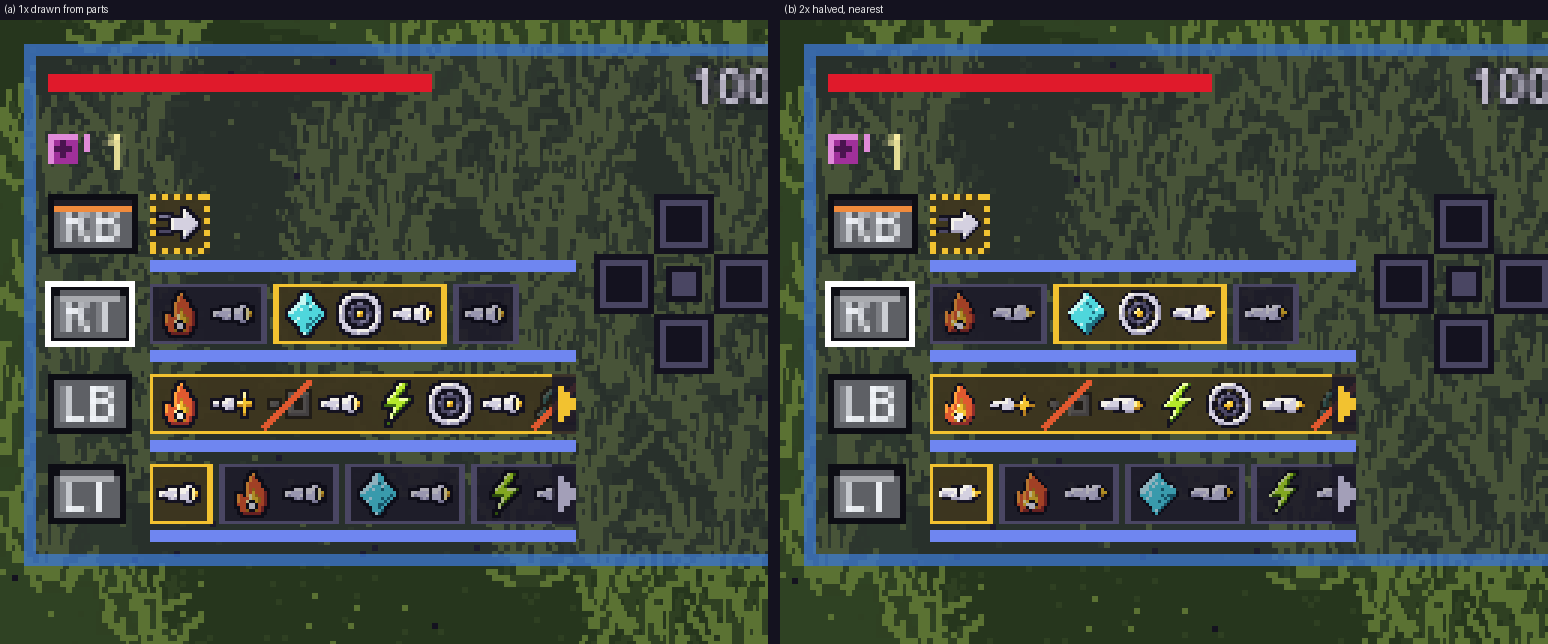 (a) 1x drawn from parts
(b) 2x halved, nearest
100
100
1
1
RB
RB
RT
RT
LB
LB
LT
LT